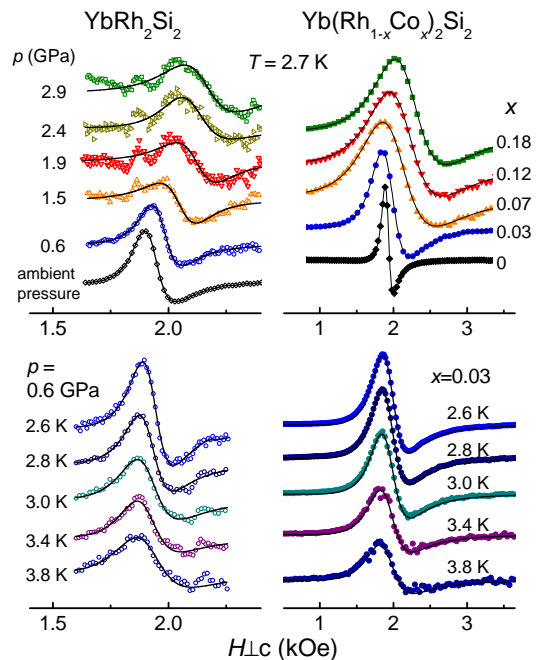 YbRh2Si2
Yb(Rh1-xCox)2Si2
p (GPa)
T = 2.7 K
x
2.9
2.4
1.9
1.5
0.6
ambient
pressure
0.18
0.12
0.07
0.03
0
1.5
2.0
1
2
3
p =
0.6 GPa
2.6 K
2.8 K
3.0 K
3.4 K
3.8 K
x=0.03
2.6 K
2.8 K
3.0 K
3.4 K
3.8 K
1.5
2.0
1
2
3
H⊥c (kOe)